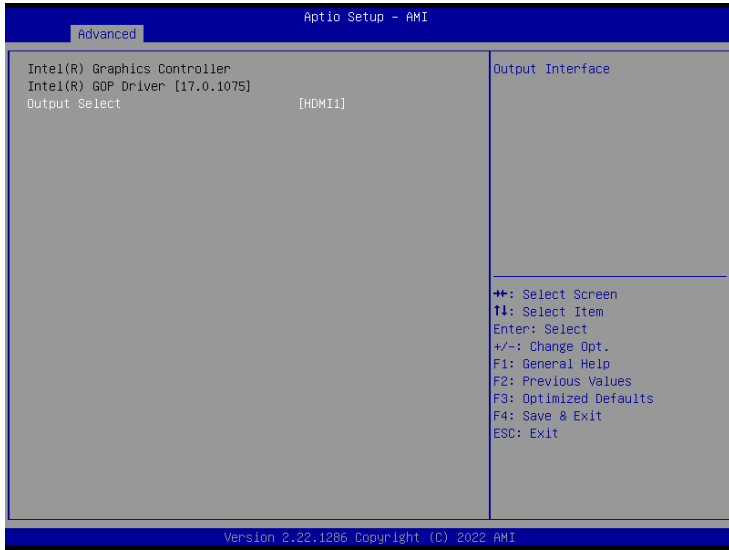 Aptio Setup – AMI
Advanced
Intel(R) Graphics Controller
Intel(R) GOP Driver [17.0.1075]
Output Select [HDMI1]
Output Interface
→←: Select Screen
↑↓: Select Item
Enter: Select
+/-: Change Opt.
F1: General Help
F2: Previous Values
F3: Optimized Defaults
F4: Save & Exit
ESC: Exit
Version 2.22.1286 Copyright (C) 2022 AMI